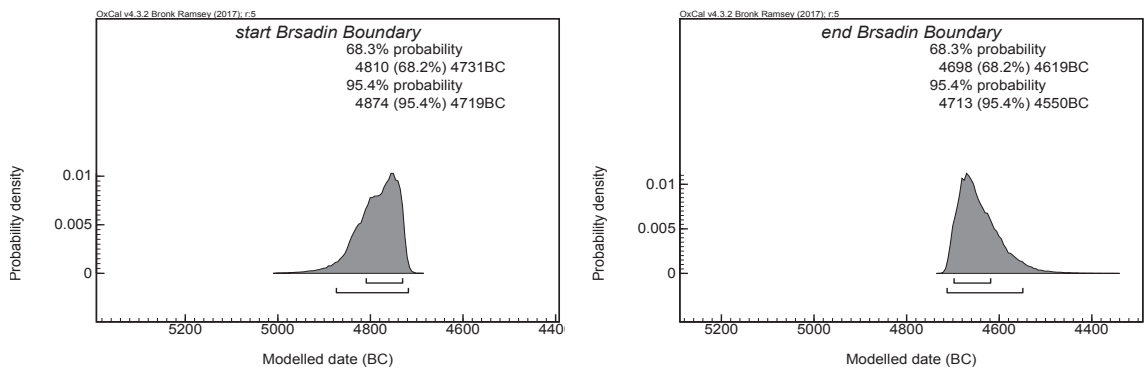 OxCal v4.3.2 Bronk Ramsey (2017); r:5
start Brsadin Boundary
68.3% probability
4810 (68.2%) 4731BC
95.4% probability
4874 (95.4%) 4719BC
Probability density
0.01
0.005
0
5200 5000 4800 4600 4400
Modelled date (BC)
OxCal v4.3.2 Bronk Ramsey (2017); r:5
end Brsadin Boundary
68.3% probability
4698 (68.2%) 4619BC
95.4% probability
4713 (95.4%) 4550BC
Probability density
0.01
0.005
0
5200 5000 4800 4600 4400
Modelled date (BC)